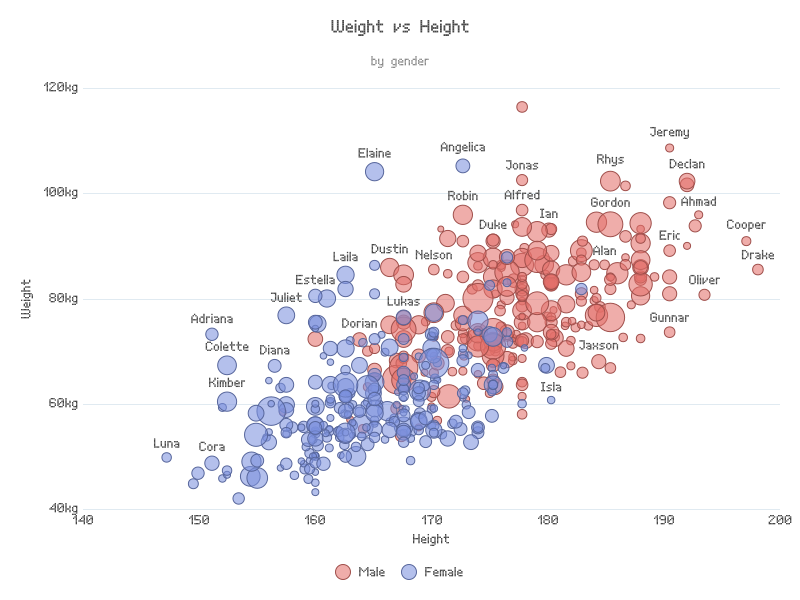 Weight vs Height
by gender
120kg
Jeremy
Elaine
Angelica
Jonas
Rhys
Declan
100kg
Robin
Alfred
Gordon
Ahmad
Duke
Ian
Cooper
Dustin
Nelson
Alan
Eric
Laila
Drake
Estella
Oliver
80kg
Juliet
Lukas
Adriana
Dorian
Gunnar
Colette
Diana
Jaxson
Kimber
Isla
60kg
Luna
Cora
40kg
Weight
140
150
160
170
180
190
200
Height
Male
Female